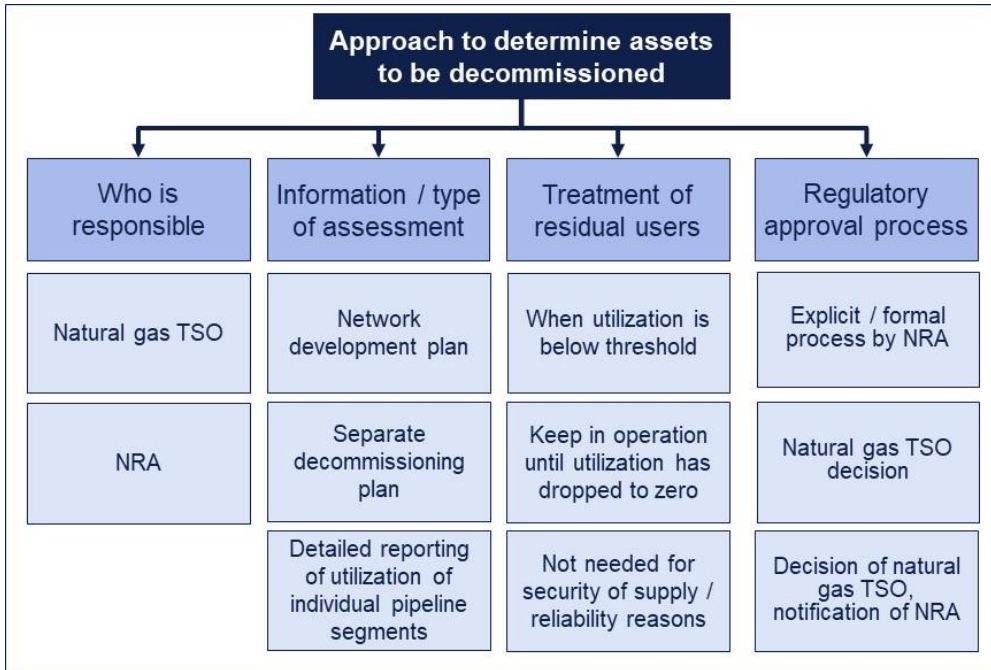 Approach to determine assets
to be decommissioned
Who is
responsible
Information / type
of assessment
Treatment of
residual users
Regulatory
approval process
Natural gas TSO
Network
development plan
When utilization is
below threshold
Explicit / formal
process by NRA
NRA
Separate
decommissioning
plan
Keep in operation
until utilization has
dropped to zero
Natural gas TSO
decision
Detailed reporting
of utilization of
individual pipeline
segments
Not needed for
security of supply /
reliability reasons
Decision of natural
gas TSO,
notification of NRA